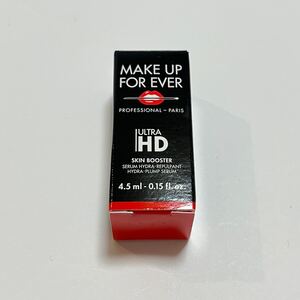 MAKE UP
FOR EVER
PROFESSIONAL – PARIS
ULTRA
HD
SKIN BOOSTER
SÉRUM HYDRA-REPULPANT
HYDRA-PLUMP SERUM
4.5 ml - 0.15 fl. oz.